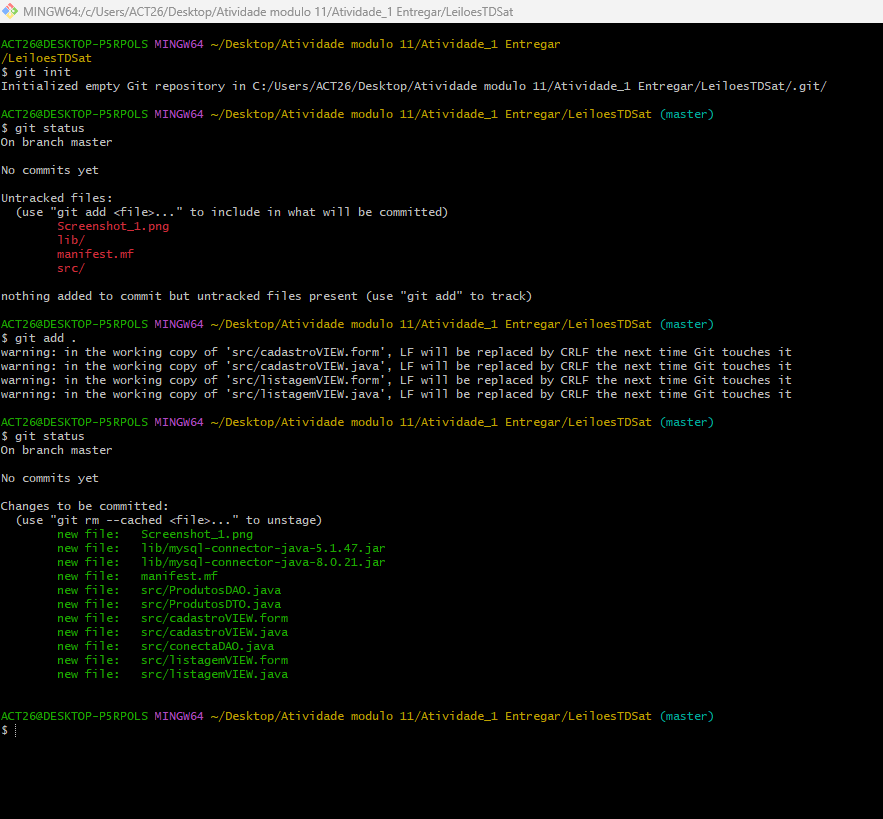 MINGW64:/c/Users/ACT26/Desktop/Atividade modulo 11/Atividade_1 Entregar/LeiloesTDSat
ACT26@DESKTOP-P5RPOLS MINGW64 ~/Desktop/Atividade modulo 11/Atividade_1 Entregar
/LeiloesTDSat
$ git init
Initialized empty Git repository in C:/Users/ACT26/Desktop/Atividade modulo 11/Atividade_1 Entregar/LeiloesTDSat/.git/
ACT26@DESKTOP-P5RPOLS MINGW64 ~/Desktop/Atividade modulo 11/Atividade_1 Entregar/LeiloesTDSat (master)
$ git status
On branch master
No commits yet
Untracked files:
(use "git add <file>..." to include in what will be committed)
Screenshot_1.png
lib/
manifest.mf
src/
nothing added to commit but untracked files present (use "git add" to track)
ACT26@DESKTOP-P5RPOLS MINGW64 ~/Desktop/Atividade modulo 11/Atividade_1 Entregar/LeiloesTDSat (master)
$ git add .
warning: in the working copy of 'src/cadastroVIEW.form', LF will be replaced by CRLF the next time Git touches it
warning: in the working copy of 'src/cadastroVIEW.java', LF will be replaced by CRLF the next time Git touches it
warning: in the working copy of 'src/listagemVIEW.form', LF will be replaced by CRLF the next time Git touches it
warning: in the working copy of 'src/listagemVIEW.java', LF will be replaced by CRLF the next time Git touches it
ACT26@DESKTOP-P5RPOLS MINGW64 ~/Desktop/Atividade modulo 11/Atividade_1 Entregar/LeiloesTDSat (master)
$ git status
On branch master
No commits yet
Changes to be committed:
(use "git rm --cached <file>..." to unstage)
new file:   Screenshot_1.png
new file:   lib/mysql-connector-java-5.1.47.jar
new file:   lib/mysql-connector-java-8.0.21.jar
new file:   manifest.mf
new file:   src/ProdutosDAO.java
new file:   src/ProdutosDTO.java
new file:   src/cadastroVIEW.form
new file:   src/cadastroVIEW.java
new file:   src/conectaDAO.java
new file:   src/listagemVIEW.form
new file:   src/listagemVIEW.java
ACT26@DESKTOP-P5RPOLS MINGW64 ~/Desktop/Atividade modulo 11/Atividade_1 Entregar/LeiloesTDSat (master)
$